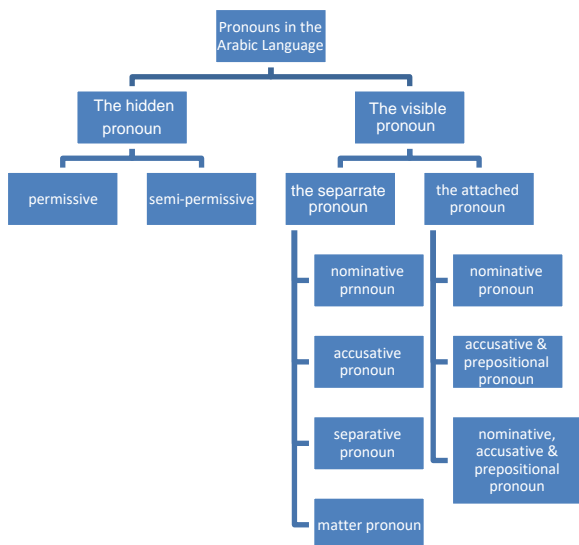 Pronouns in the
Arabic Language
The hidden
pronoun
The visible
pronoun
permissive
semi-permissive
the separrate
pronoun
the attached
pronoun
nominative
prnnoun
nominative
pronoun
accusative
pronoun
accusative &
prepositional
pronoun
separative
pronoun
nominative,
accusative &
prepositional
pronoun
matter pronoun